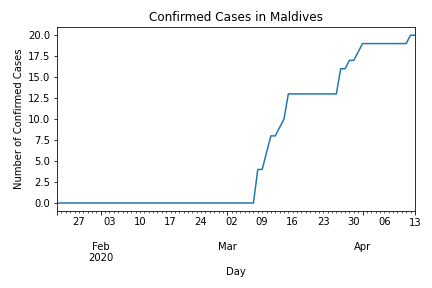 Confirmed Cases in Maldives
Number of Confirmed Cases
20.0
17.5
15.0
12.5
10.0
7.5
5.0
2.5
0.0
27 03 10 17 24 02 09 16 23 30 06 13
Feb Mar Apr
2020
Day